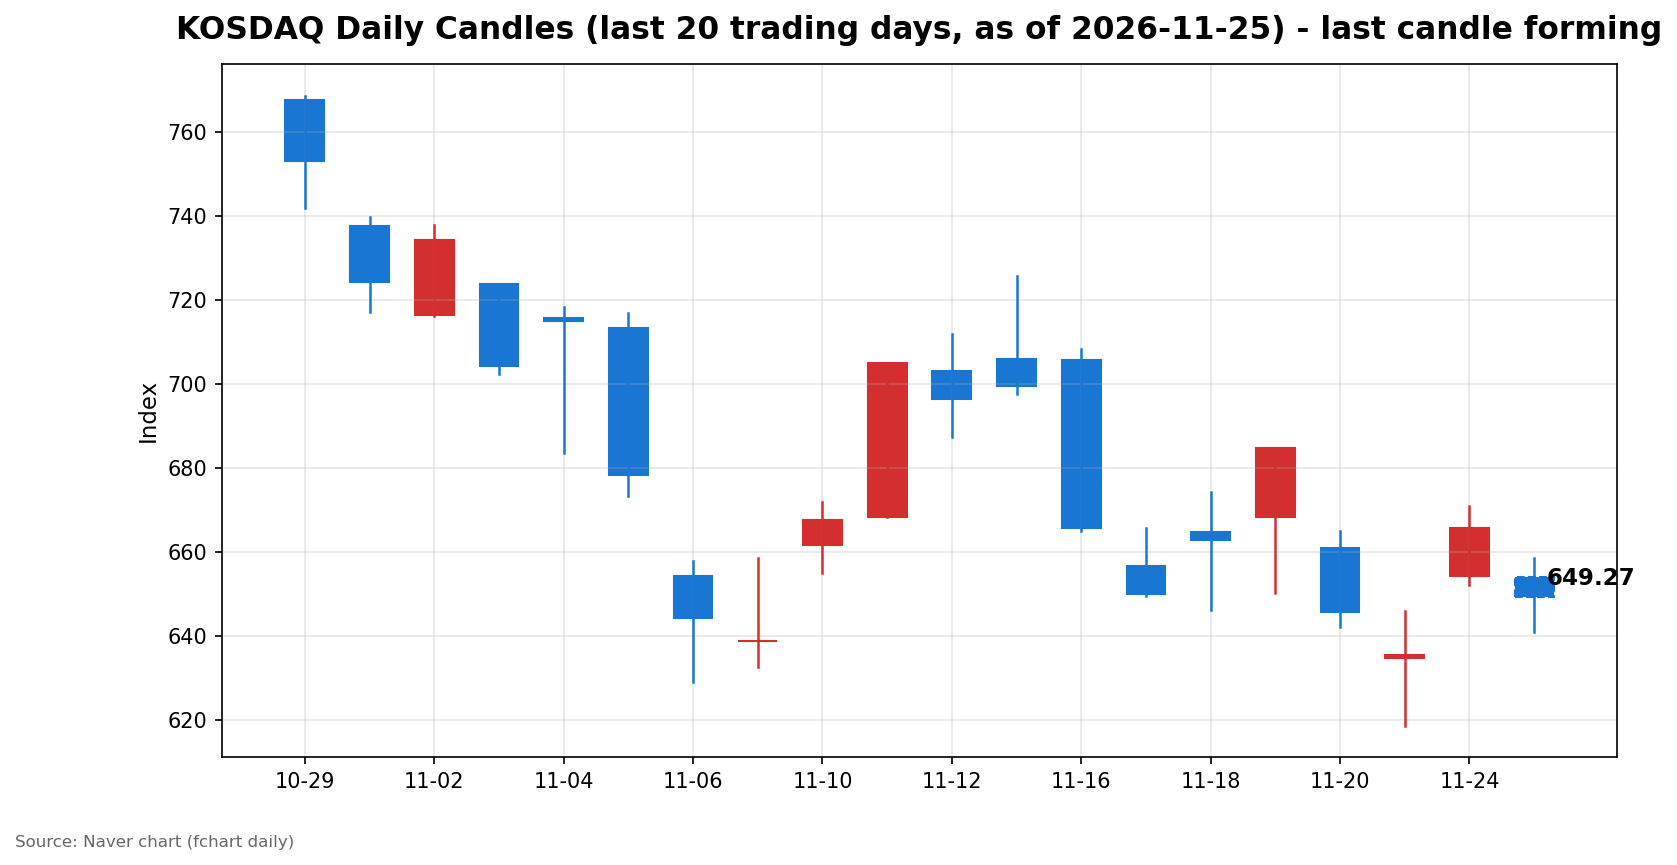 KOSDAQ Daily Candles (last 20 trading days, as of 2026-11-25) - last candle forming
Index
760
740
720
700
680
660
640
620
649.27
10-29 11-02 11-04 11-06 11-10 11-12 11-16 11-18 11-20 11-24
Source: Naver chart (fchart daily)